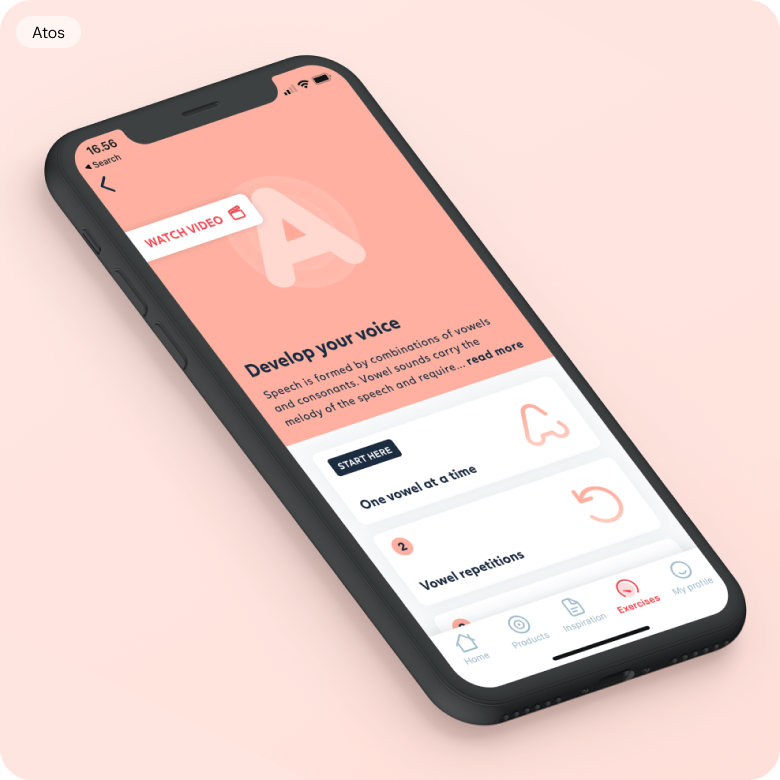 Atos
16.56
Search
WATCH VIDEO
A
Develop your voice
Speech is formed by combinations of vowels
and consonants. Vowel sounds carry the
melody of the speech and require... read more
START HERE
A
One vowel at a time
2
Vowel repetitions
Home
Products
Inspiration
Exercises
My profile